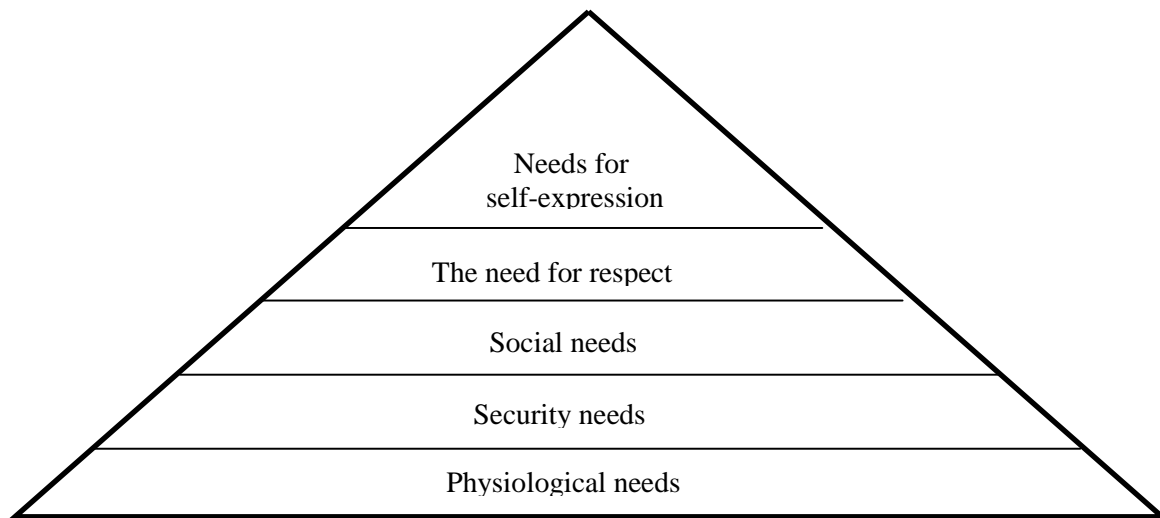 Needs for
self-expression
The need for respect
Social needs
Security needs
Physiological needs